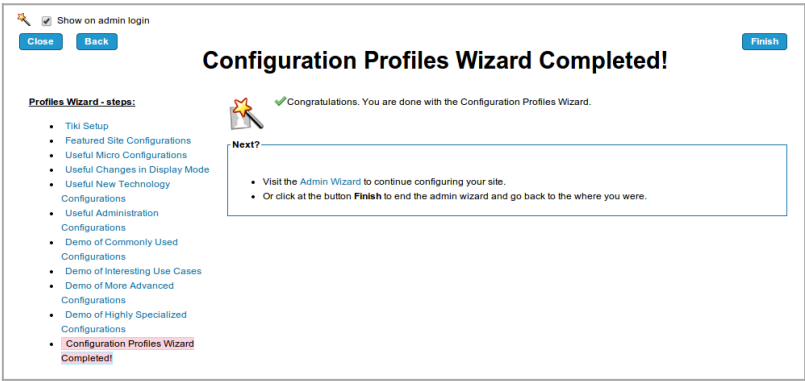 Show on admin login
Close Back Finish
Configuration Profiles Wizard Completed!
Profiles Wizard - steps:
Tiki Setup
Featured Site Configurations
Useful Micro Configurations
Useful Changes in Display Mode
Useful New Technology
Configurations
Useful Administration
Configurations
Demo of Commonly Used
Configurations
Demo of Interesting Use Cases
Demo of More Advanced
Configurations
Demo of Highly Specialized
Configurations
Configuration Profiles Wizard
Completed!
Congratulations. You are done with the Configuration Profiles Wizard.
Next?
Visit the Admin Wizard to continue configuring your site.
Or click at the button Finish to end the admin wizard and go back to the where you were.